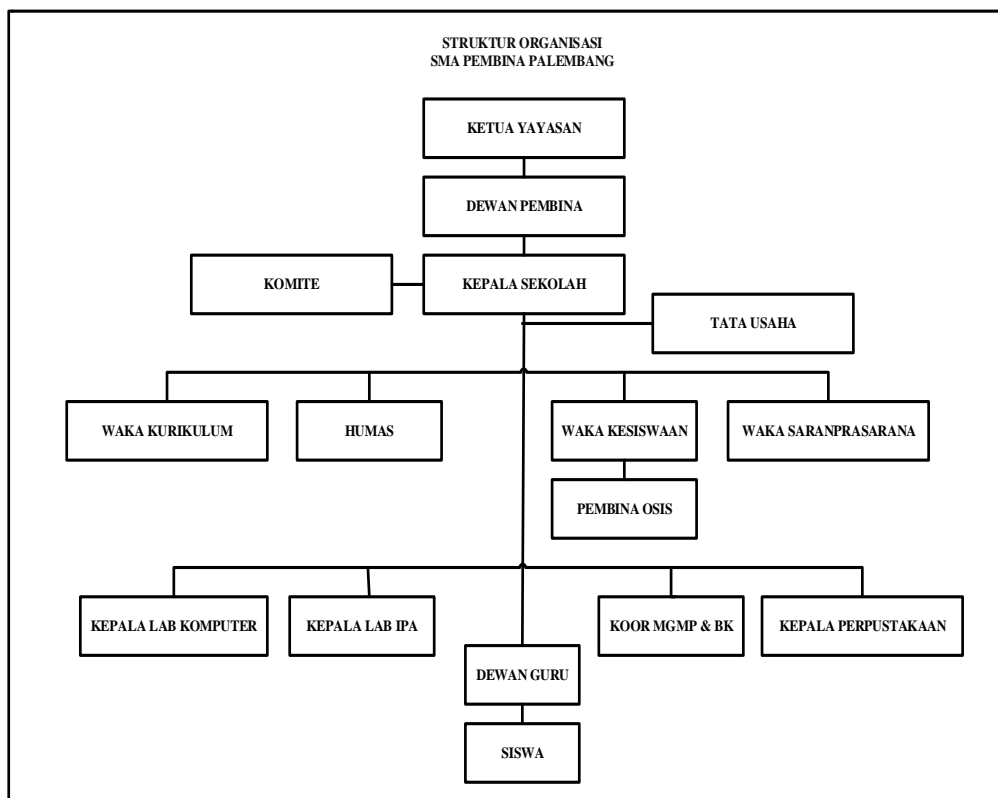 STRUKTUR ORGANISASI
SMA PEMBINA PALEMBANG
KETUA YAYASAN
DEWAN PEMBINA
KOMITE
KEPALA SEKOLAH
TATA USAHA
WAKA KURIKULUM
HUMAS
WAKA KESISWAAN
WAKA SARANPRASARANA
PEMBINA OSIS
KEPALA LAB KOMPUTER
KEPALA LAB IPA
KOOR MGMP & BK
KEPALA PERPUSTAKAAN
DEWAN GURU
SISWA